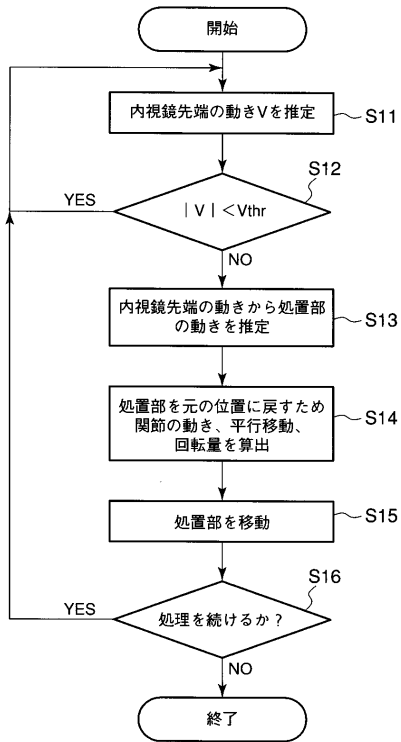 開始
内視鏡先端の動きVを推定
S11
S12
YES
|V|<Vthr
NO
内視鏡先端の動きから処置部
の動きを推定
S13
処置部を元の位置に戻すため
関節の動き、平行移動、
回転量を算出
S14
処置部を移動
S15
S16
YES
処理を続けるか?
NO
終了